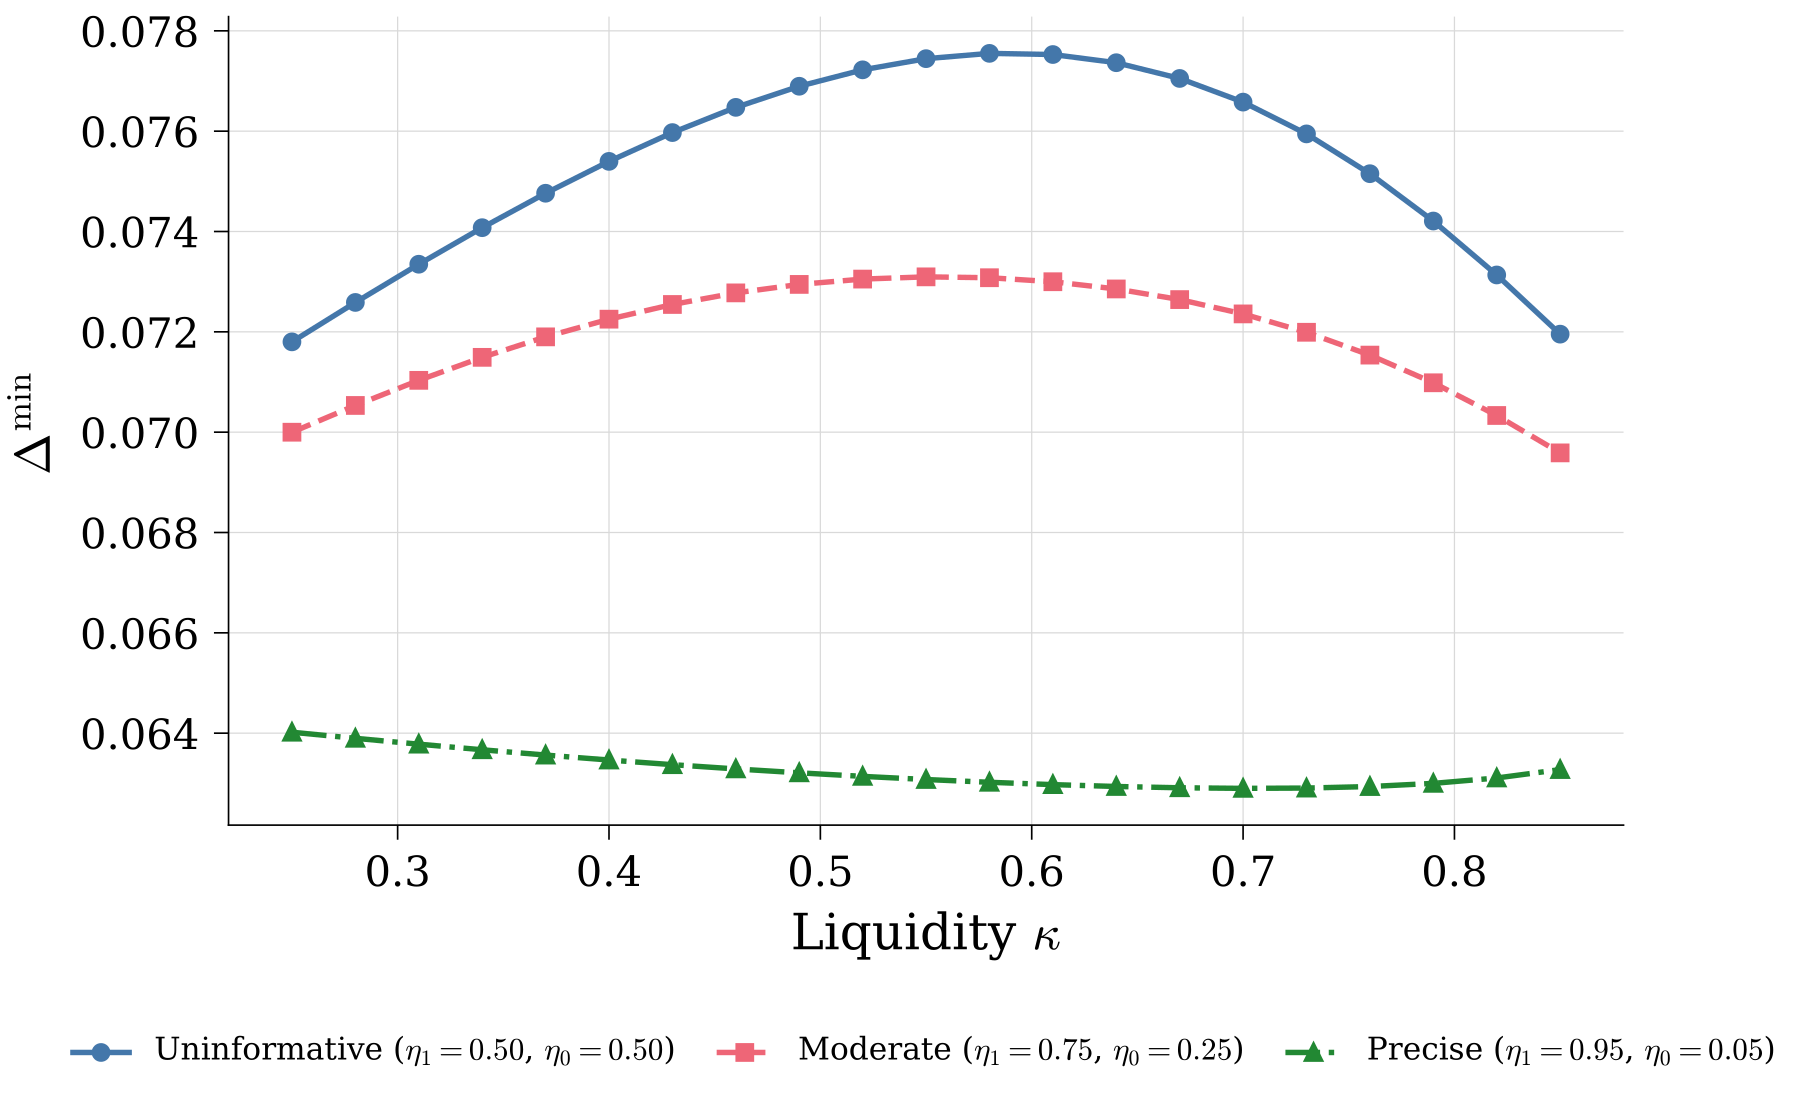 0.078
0.076
0.074
0.072
0.070
0.068
0.066
0.064
Δ^min
0.3 0.4 0.5 0.6 0.7 0.8
Liquidity κ
Uninformative (η₁ = 0.50, η₀ = 0.50) Moderate (η₁ = 0.75, η₀ = 0.25) Precise (η₁ = 0.95, η₀ = 0.05)